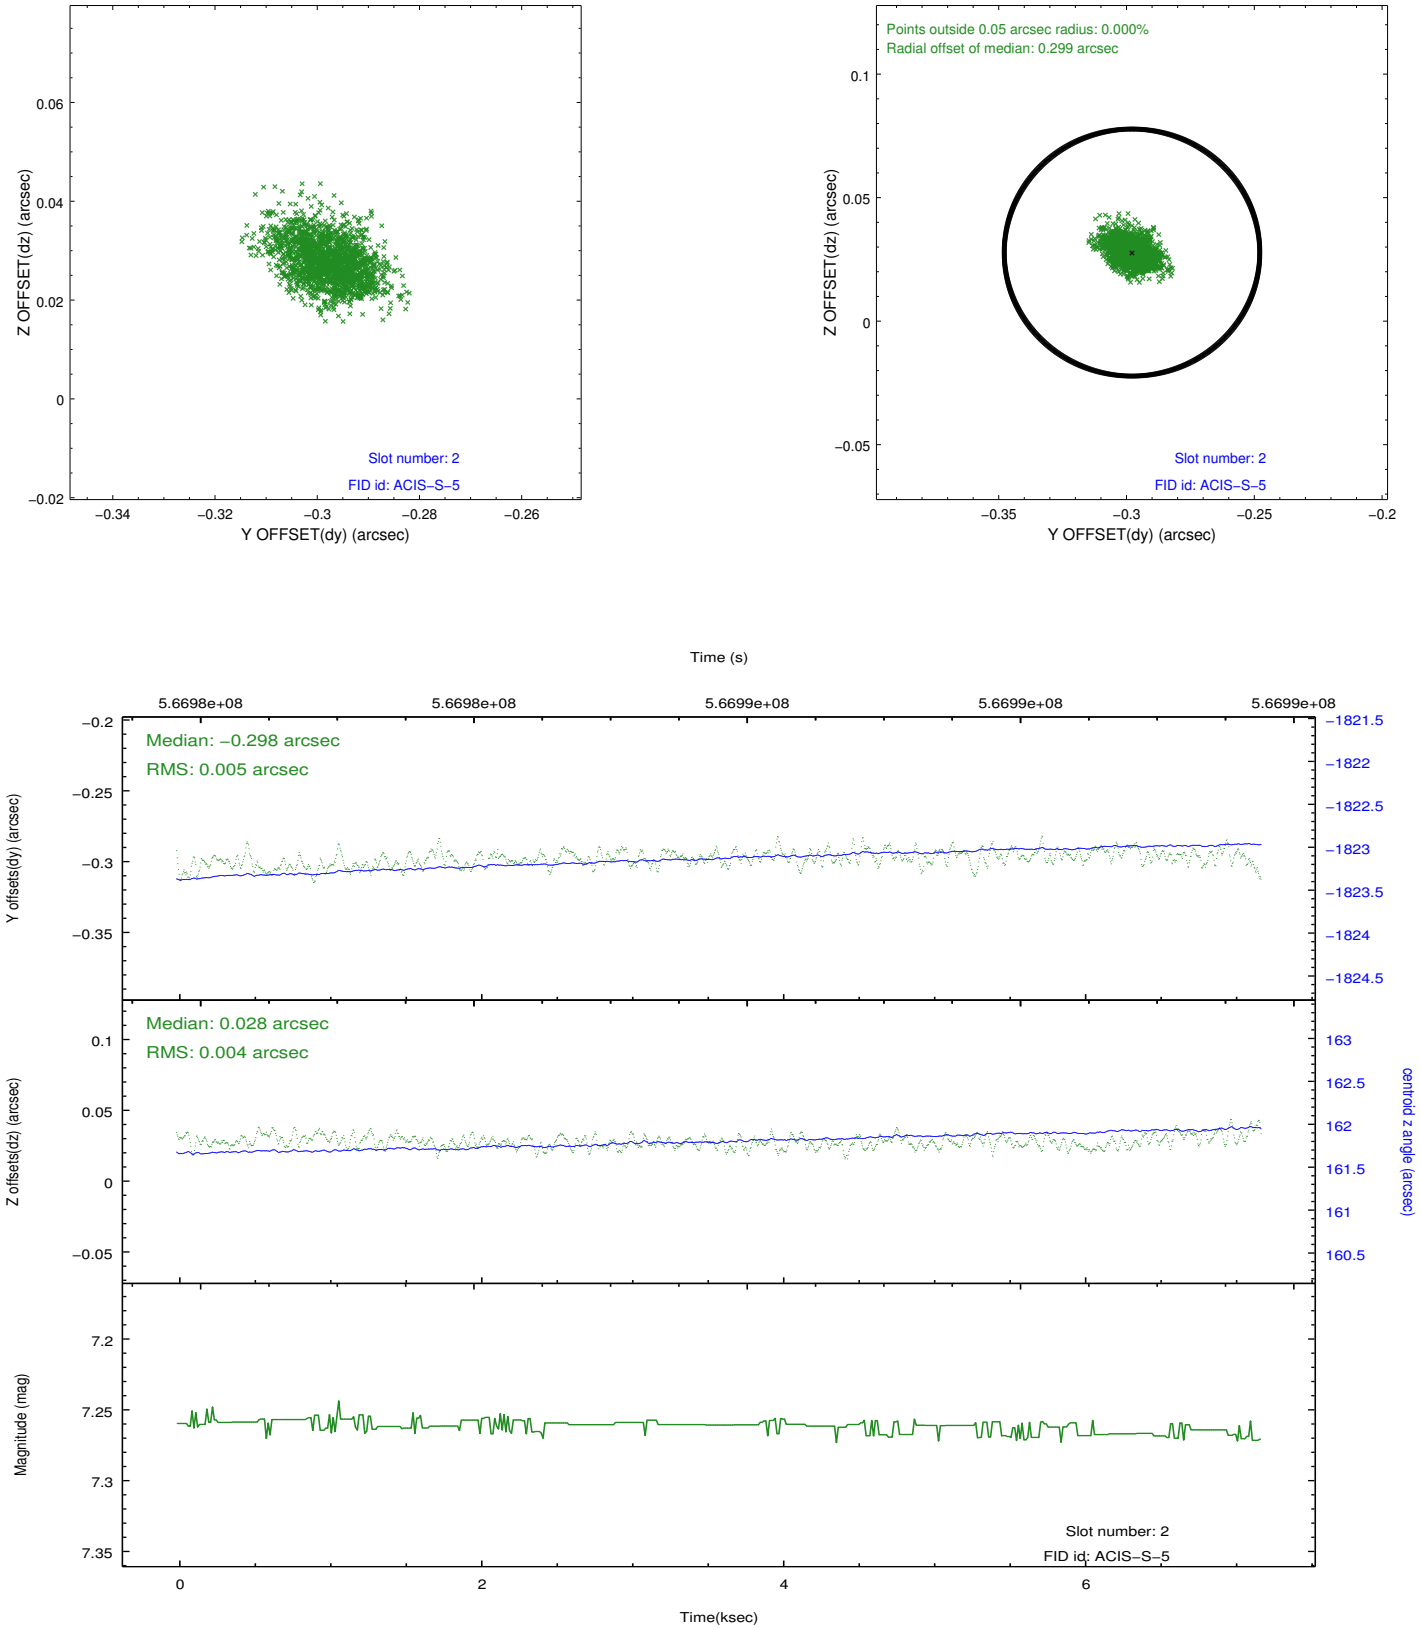 0.06
0.04
0.02
0
−0.02
Z OFFSET(dz) (arcsec)
Slot number: 2
FID id: ACIS−S−5
−0.34
−0.32
−0.3
−0.28
−0.26
Y OFFSET(dy) (arcsec)
Points outside 0.05 arcsec radius: 0.000%
Radial offset of median: 0.299 arcsec
0.1
0.05
0
−0.05
Z OFFSET(dz) (arcsec)
Slot number: 2
FID id: ACIS−S−5
−0.35
−0.3
−0.25
−0.2
Y OFFSET(dy) (arcsec)
Time (s)
5.6698e+08
5.6698e+08
5.6699e+08
5.6699e+08
5.6699e+08
Median: −0.298 arcsec
RMS: 0.005 arcsec
−0.2
−0.25
−0.3
−0.35
Y offsets(dy) (arcsec)
−1821.5
−1822
−1822.5
−1823
−1823.5
−1824
−1824.5
Median: 0.028 arcsec
RMS: 0.004 arcsec
0.1
0.05
0
−0.05
Z offsets(dz) (arcsec)
163
162.5
162
161.5
161
160.5
centroid z angle (arcsec)
7.2
7.25
7.3
7.35
Magnitude (mag)
Slot number: 2
FID id: ACIS−S−5
0
2
4
6
Time(ksec)